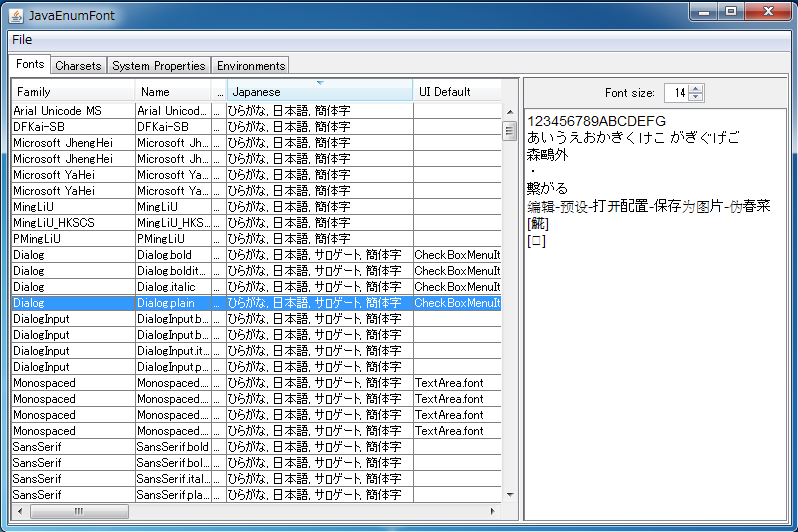 JavaEnumFont
File
Fonts Charsets System Properties Environments
Family Name ... Japanese UI Default
Arial Unicode MS Arial Unicod... ... ひらがな, 日本語, 簡体字
DFKai-SB DFKai-SB ... ひらがな, 日本語, 簡体字
Microsoft JhengHei Microsoft Jh... ... ひらがな, 日本語, 簡体字
Microsoft JhengHei Microsoft Jh... ... ひらがな, 日本語, 簡体字
Microsoft YaHei Microsoft Ya... ... ひらがな, 日本語, 簡体字
Microsoft YaHei Microsoft Ya... ... ひらがな, 日本語, 簡体字
MingLiU MingLiU ... ひらがな, 日本語, 簡体字
MingLiU_HKSCS MingLiU_HKS... ... ひらがな, 日本語, 簡体字
PMingLiU PMingLiU ... ひらがな, 日本語, 簡体字
Dialog Dialog.bold ... ひらがな, 日本語, サロゲート, 簡体字 CheckBoxMenuIt
Dialog Dialog.boldit... ... ひらがな, 日本語, サロゲート, 簡体字 CheckBoxMenuIt
Dialog Dialog.italic ... ひらがな, 日本語, サロゲート, 簡体字 CheckBoxMenuIt
Dialog Dialog.plain ... ひらがな, 日本語, サロゲート, 簡体字 CheckBoxMenuIt
DialogInput DialogInput.b... ... ひらがな, 日本語, サロゲート, 簡体字
DialogInput DialogInput.b... ... ひらがな, 日本語, サロゲート, 簡体字
DialogInput DialogInput.it... ... ひらがな, 日本語, サロゲート, 簡体字
DialogInput DialogInput.p... ... ひらがな, 日本語, サロゲート, 簡体字
Monospaced Monospaced.... ... ひらがな, 日本語, サロゲート, 簡体字 TextArea.font
Monospaced Monospaced.... ... ひらがな, 日本語, サロゲート, 簡体字 TextArea.font
Monospaced Monospaced.... ... ひらがな, 日本語, サロゲート, 簡体字 TextArea.font
Monospaced Monospaced.... ... ひらがな, 日本語, サロゲート, 簡体字 TextArea.font
SansSerif SansSerif.bold ... ひらがな, 日本語, サロゲート, 簡体字
SansSerif SansSerif.bol... ... ひらがな, 日本語, サロゲート, 簡体字
SansSerif SansSerif.ital... ... ひらがな, 日本語, サロゲート, 簡体字
SansSerif SansSerif.pla... ... ひらがな, 日本語, サロゲート, 簡体字
Font size: 14
123456789ABCDEFG
あいうえおかきくけこ がぎぐげご
森鷗外
・
繫がる
编辑-预设-打开配置-保存为图片-伪春菜
[]
[□]